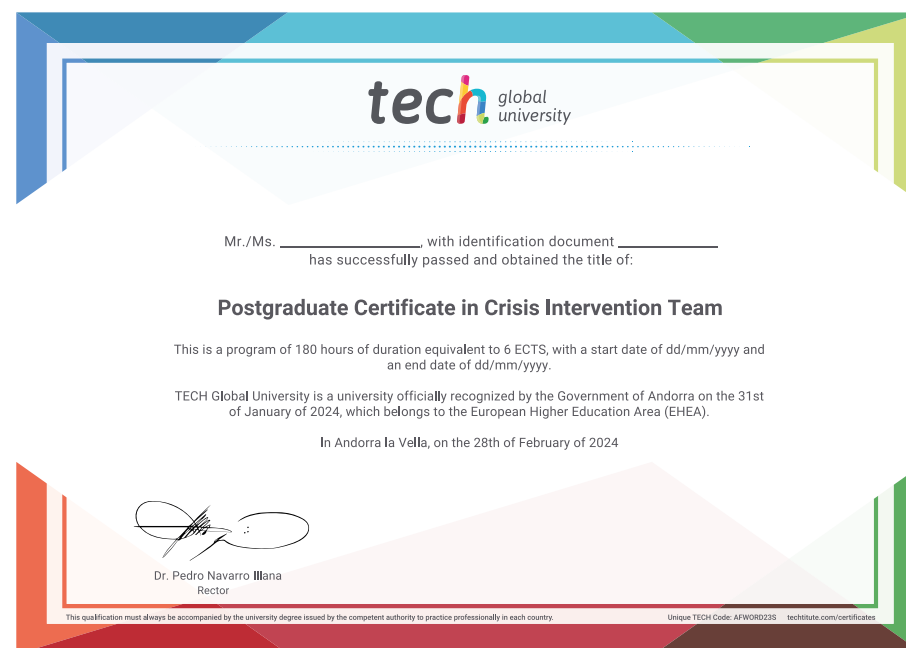 tech global university
Mr./Ms. ____________________, with identification document ______________
has successfully passed and obtained the title of:
Postgraduate Certificate in Crisis Intervention Team
This is a program of 180 hours of duration equivalent to 6 ECTS, with a start date of dd/mm/yyyy and
an end date of dd/mm/yyyy.
TECH Global University is a university officially recognized by the Government of Andorra on the 31st
of January of 2024, which belongs to the European Higher Education Area (EHEA).
In Andorra la Vella, on the 28th of February of 2024
Dr. Pedro Navarro Illana
Rector
This qualification must always be accompanied by the university degree issued by the competent authority to practice professionally in each country.
Unique TECH Code: AFWORD23S techtitute.com/certificates